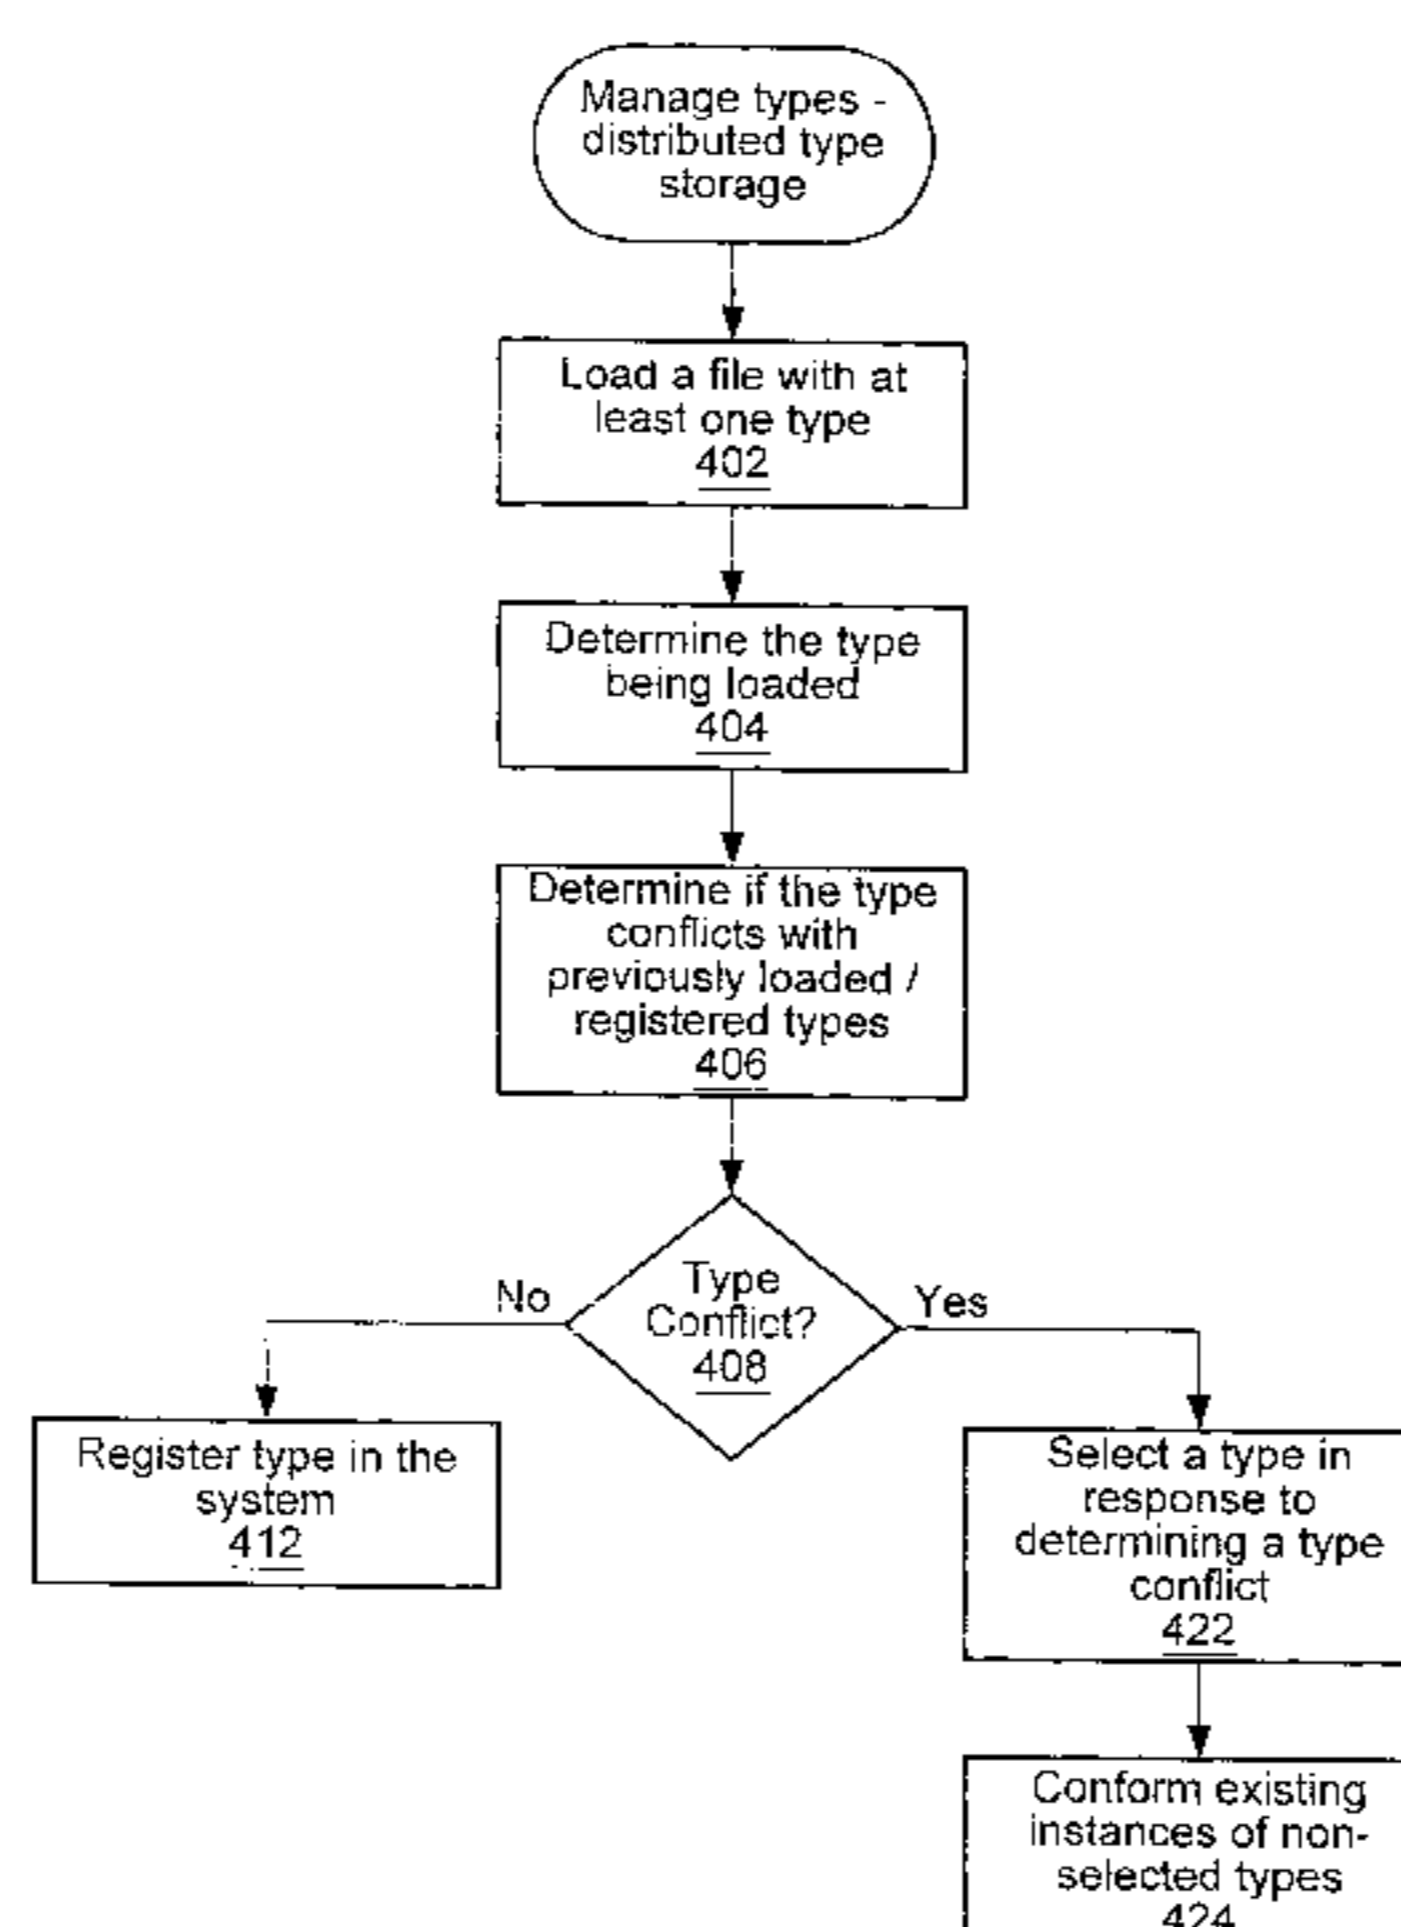 Manage types -
distributed type
storage
Load a file with at
least one type
402
Determine the type
being loaded
404
Determine if the type
conflicts with
previously loaded /
registered types
406
Type
Conflict?
408
No
Yes
Register type in the
system
412
Select a type in
response to
determining a type
conflict
422
Conform existing
instances of non-
selected types
424